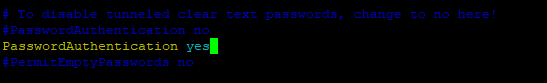 # To disable tunneled clear text passwords, change to no here!
#PasswordAuthentication no
PasswordAuthentication yes
#PermitEmptyPasswords no